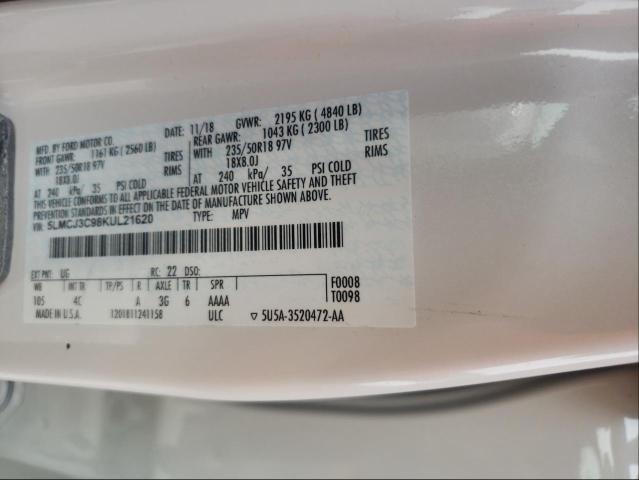 MFD. BY FORD MOTOR CO.
DATE: 11/18 GVWR: 2195 KG ( 4840 LB)
FRONT GAWR: 1161 KG ( 2560 LB) REAR GAWR: 1043 KG ( 2300 LB)
WITH 235/50R18 97V TIRES WITH 235/50R18 97V TIRES
18X8.0J RIMS 18X8.0J RIMS
AT 240 kPa/ 35 PSI COLD AT 240 kPa/ 35 PSI COLD
THIS VEHICLE CONFORMS TO ALL APPLICABLE FEDERAL MOTOR VEHICLE SAFETY AND THEFT
PREVENTION STANDARDS IN EFFECT ON THE DATE OF MANUFACTURE SHOWN ABOVE.
VIN: 5LMCJ3C98KUL21620 TYPE: MPV
EXT PNT: UG RC: 22 DSO:
WB INT TR TP/PS R AXLE TR SPR F0008
105 4C A 3G 6 AAAA T0098
MADE IN U.S.A. 1201811241158 ULC ▽ 5U5A-3520472-AA